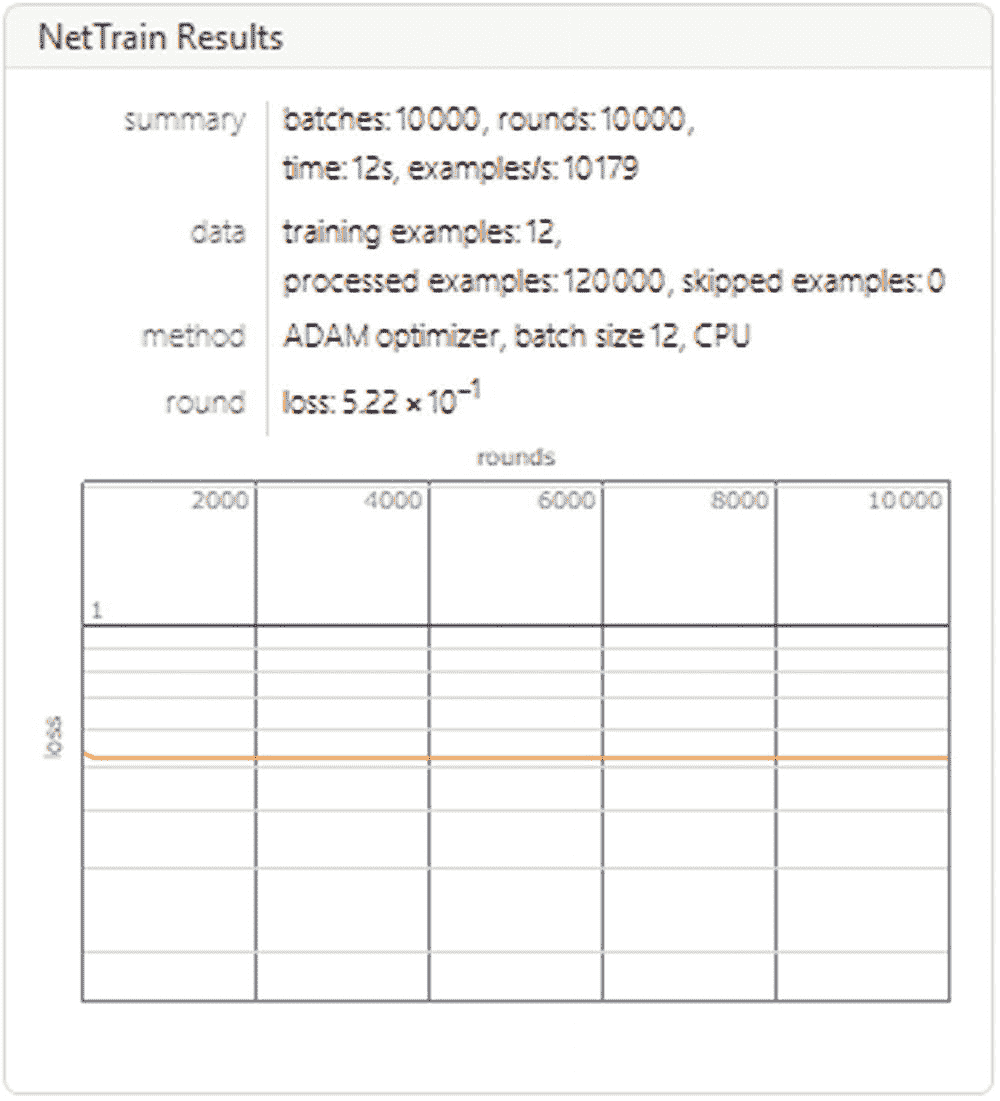 NetTrain Results
summary batches: 10000, rounds: 10000,
time: 12s, examples/s: 10179
data training examples: 12,
processed examples: 120000, skipped examples: 0
method ADAM optimizer, batch size 12, CPU
round loss: 5.22 × 10⁻¹
rounds
2000 4000 6000 8000 10000
1
loss